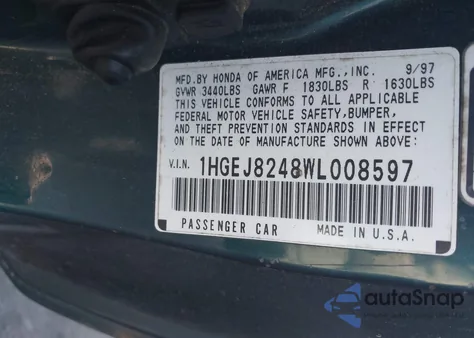 MFD.BY HONDA OF AMERICA MFG.,INC. 9/97
GVWR 3440LBS GAWR F 1830LBS R 1630LBS
THIS VEHICLE CONFORMS TO ALL APPLICABLE
FEDERAL MOTOR VEHICLE SAFETY,BUMPER,
AND THEFT PREVENTION STANDARDS IN EFFECT ON
THE DATE OF MANUFACTURE SHOWN ABOVE:
V.I.N. 1HGEJ8248WL008597
PASSENGER CAR MADE IN U.S.A.
autoSnap